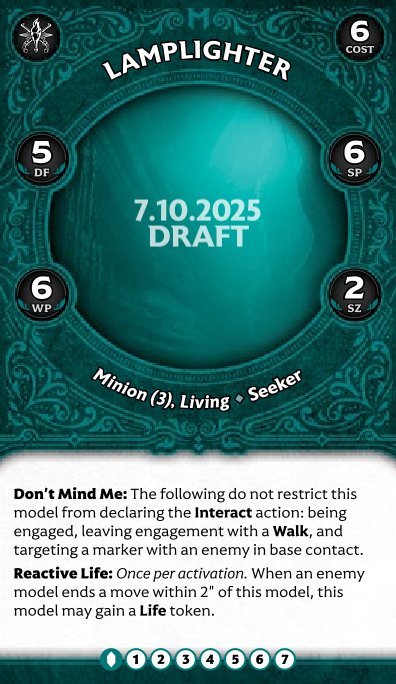 6
COST
LAMPLIGHTER
5
DF
6
SP
7.10.2025
DRAFT
6
WP
2
SZ
Minion (3), Living ◆ Seeker
Don't Mind Me: The following do not restrict this
model from declaring the Interact action: being
engaged, leaving engagement with a Walk, and
targeting a marker with an enemy in base contact.
Reactive Life: Once per activation. When an enemy
model ends a move within 2" of this model, this
model may gain a Life token.
1 2 3 4 5 6 7